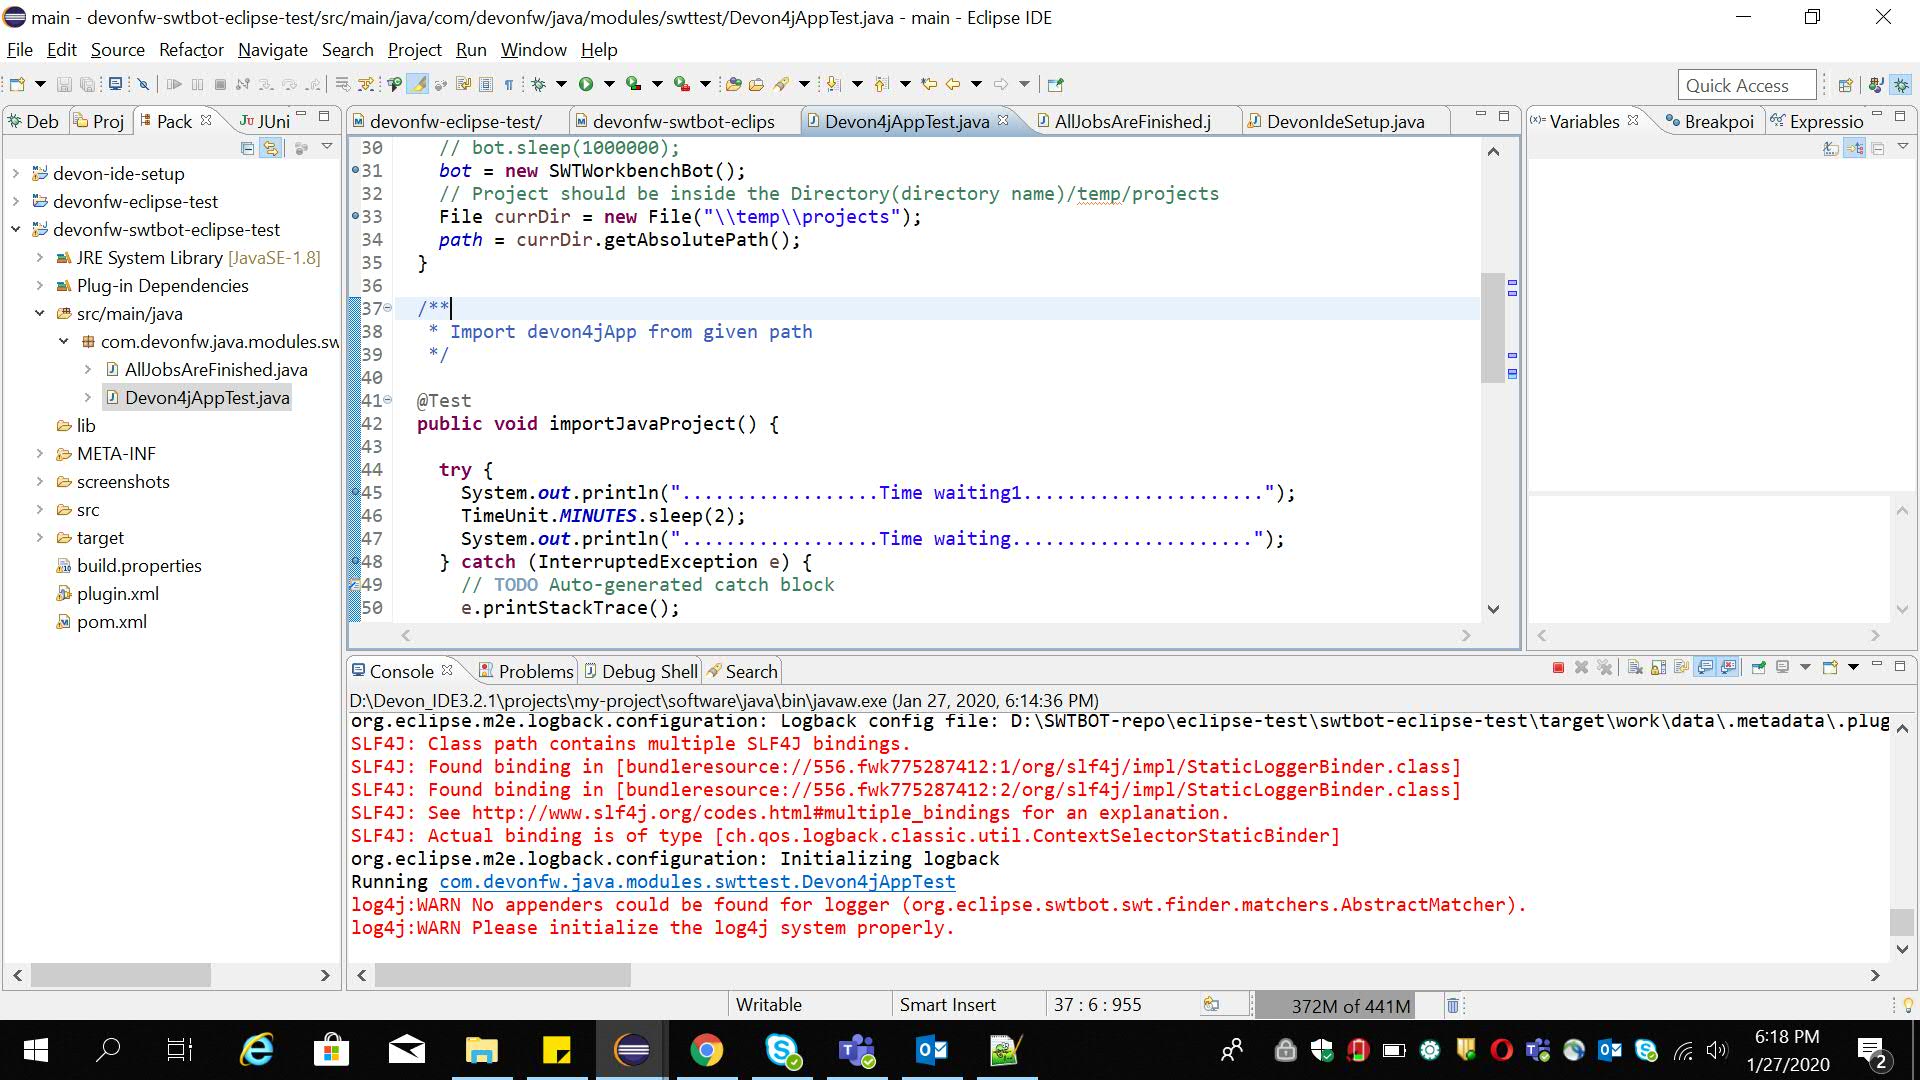 main - devonfw-swtbot-eclipse-test/src/main/java/com/devonfw/java/modules/swttest/Devon4jAppTest.java - main - Eclipse IDE
File Edit Source Refactor Navigate Search Project Run Window Help
Quick Access
Deb Proj Pack JUni
devonfw-eclipse-test/ devonfw-swtbot-eclips Devon4jAppTest.java AllJobsAreFinished.j DevonIdeSetup.java
Variables Breakpoi Expressio
devon-ide-setup
devonfw-eclipse-test
devonfw-swtbot-eclipse-test
JRE System Library [JavaSE-1.8]
Plug-in Dependencies
src/main/java
com.devonfw.java.modules.sw
AllJobsAreFinished.java
Devon4jAppTest.java
lib
META-INF
screenshots
src
target
build.properties
plugin.xml
pom.xml
30 // bot.sleep(1000000);
31 bot = new SWTWorkbenchBot();
32 // Project should be inside the Directory(directory name)/temp/projects
33 File currDir = new File("\\temp\\projects");
34 path = currDir.getAbsolutePath();
35 }
36
37 /**
38 * Import devon4jApp from given path
39 */
40
41 @Test
42 public void importJavaProject() {
43
44 try {
45 System.out.println("..................Time waiting1......................");
46 TimeUnit.MINUTES.sleep(2);
47 System.out.println("..................Time waiting......................");
48 } catch (InterruptedException e) {
49 // TODO Auto-generated catch block
50 e.printStackTrace();
Console Problems Debug Shell Search
D:\Devon_IDE3.2.1\projects\my-project\software\java\bin\javaw.exe (Jan 27, 2020, 6:14:36 PM)
org.eclipse.m2e.logback.configuration: Logback config file: D:\SWTBOT-repo\eclipse-test\swtbot-eclipse-test\target\work\data\.metadata\.plug
SLF4J: Class path contains multiple SLF4J bindings.
SLF4J: Found binding in [bundleresource://556.fwk775287412:1/org/slf4j/impl/StaticLoggerBinder.class]
SLF4J: Found binding in [bundleresource://556.fwk775287412:2/org/slf4j/impl/StaticLoggerBinder.class]
SLF4J: See http://www.slf4j.org/codes.html#multiple_bindings for an explanation.
SLF4J: Actual binding is of type [ch.qos.logback.classic.util.ContextSelectorStaticBinder]
org.eclipse.m2e.logback.configuration: Initializing logback
Running com.devonfw.java.modules.swttest.Devon4jAppTest
log4j:WARN No appenders could be found for logger (org.eclipse.swtbot.swt.finder.matchers.AbstractMatcher).
log4j:WARN Please initialize the log4j system properly.
Writable Smart Insert 37 : 6 : 955 372M of 441M
6:18 PM
1/27/2020
2